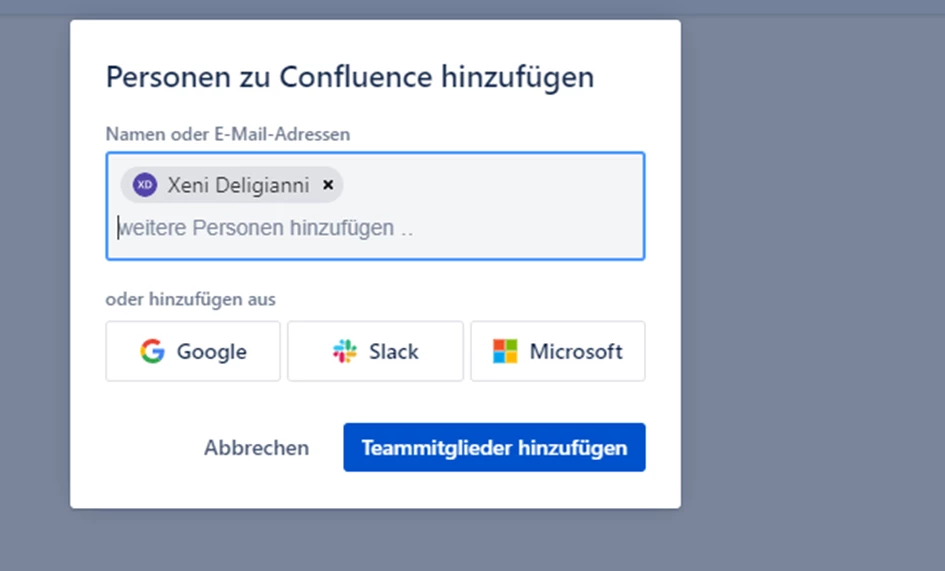 Personen zu Confluence hinzufügen
Namen oder E-Mail-Adressen
XD Xeni Deligianni ×
weitere Personen hinzufügen ..
oder hinzufügen aus
Google Slack Microsoft
Abbrechen Teammitglieder hinzufügen